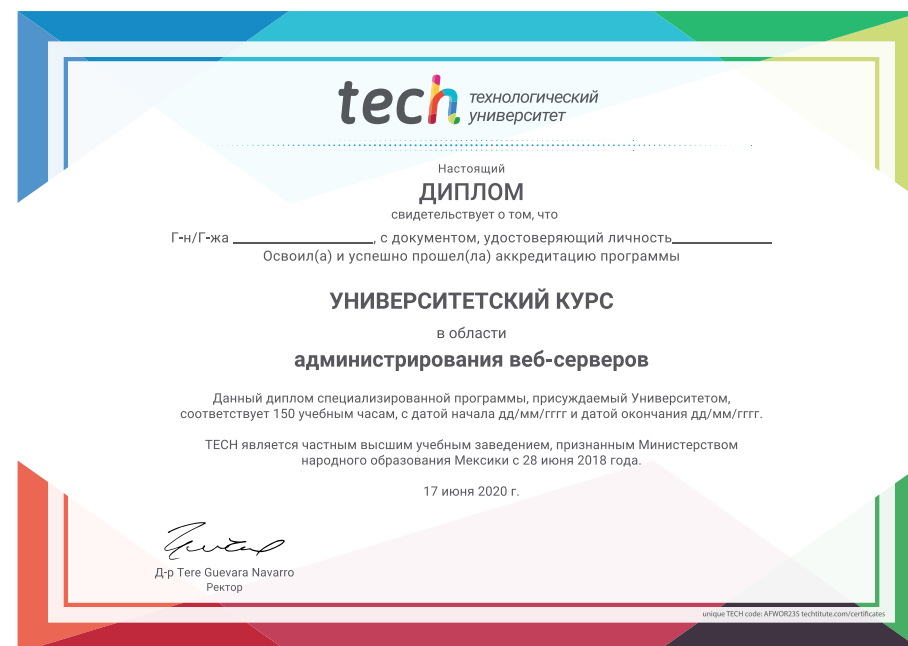 tech технологический
университет
Настоящий
ДИПЛОМ
свидетельствует о том, что
Г-н/Г-жа ____________________, с документом, удостоверяющий личность______________
Освоил(а) и успешно прошел(ла) аккредитацию программы
УНИВЕРСИТЕТСКИЙ КУРС
в области
администрирования веб-серверов
Данный диплом специализированной программы, присуждаемый Университетом,
соответствует 150 учебным часам, с датой начала дд/мм/гггг и датой окончания дд/мм/гггг.
TECH является частным высшим учебным заведением, признанным Министерством
народного образования Мексики с 28 июня 2018 года.
17 июня 2020 г.
Д-р Tere Guevara Navarro
Ректор
unique TECH code: AFWOR23S techtitute.com/certificates